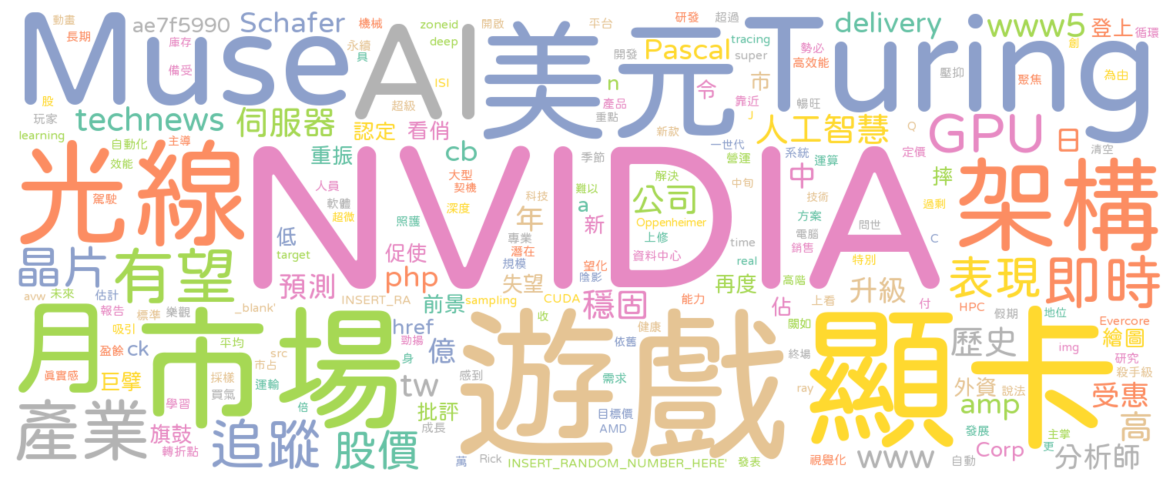 Muse
AI
美元
Turing
ae7f5990
Schafer
動畫
長期
機械
zoneid
deep
開啟
平台
研發
超過
tracing
super
delivery
www5
登上
循環
創
永續
具
庫存
備受
股
玩家
learning
technews
伺服器
超級
ISI
認定
看俏
開發
Pascal
n
產品
重點
令
靠近
市
J
暢旺
勢必
高效能
壓抑
聚焦
為由
人工智慧
Q
GPU
日
清空
自動化
主導
效能
重振
cb
新款
一世代
營運
系統
運算
定價
光線
駕駛
NVIDIA
人員
軟體
超微
大型
契機
季節
科技
難以
解決
公司
中旬
中
技術
摔
架構
照護
深度
年
a
新
Oppenheimer
上修
方案
電腦
問世
過剩
晶片
有望
低
target
促使
專業
潛在
規模
失望
望化
陰影
資料中心
time
real
銷售
特別
C
表現
即時
avw
未來
估計
報告
標準
樂觀
_blank'
預測
php
INSERT_RA
前景
sampling
CUDA
收
穩固
能力
再度
高階
佔
上看
升級
付
HPC
假期
地位
Evercore
月
市場
吸引
盈餘
ck
平均
src
市占
href
勁揚
億
身
遊戲
依舊
健康
闕如
顯卡
歷史
img
繪圖
研究
殺手級
真實感
巨擘
採樣
買氣
運輸
tw
感到
需求
終場
ray
外資
說法
受惠
產業
學習
旗鼓
轉折點
追蹤
倍
股價
批評
成長
目標價
AMD
amp
發展
主掌
更
高
萬
Rick
INSERT_RANDOM_NUMBER_HERE'
發表
視覺化
www
自動
Corp
分析師